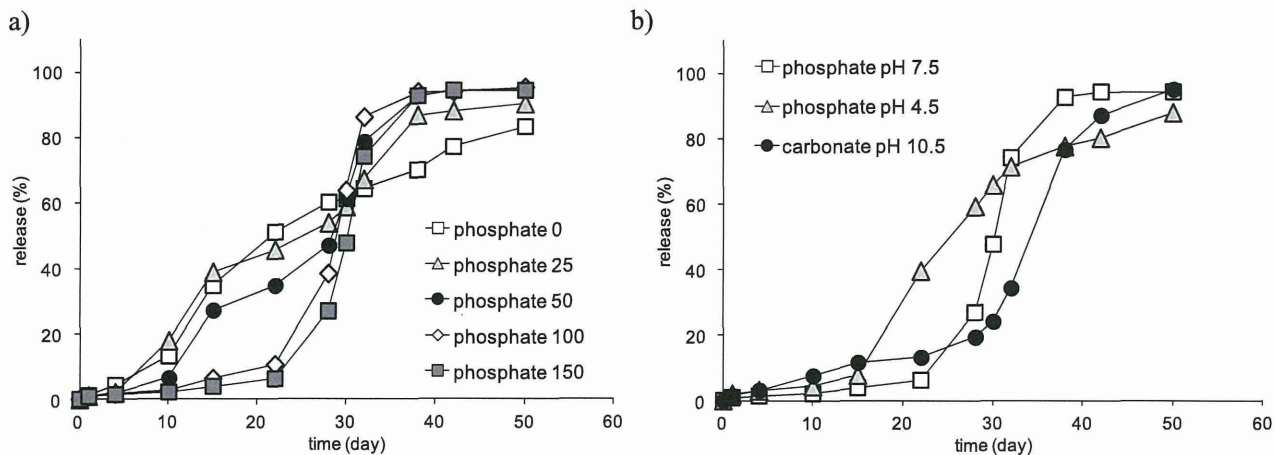 a)
100
80
60
40
20
0
release (%)
0 10 20 30 40 50 60
time (day)
phosphate 0
phosphate 25
phosphate 50
phosphate 100
phosphate 150
b)
100
80
60
40
20
0
release (%)
0 10 20 30 40 50 60
time (day)
phosphate pH 7.5
phosphate pH 4.5
carbonate pH 10.5